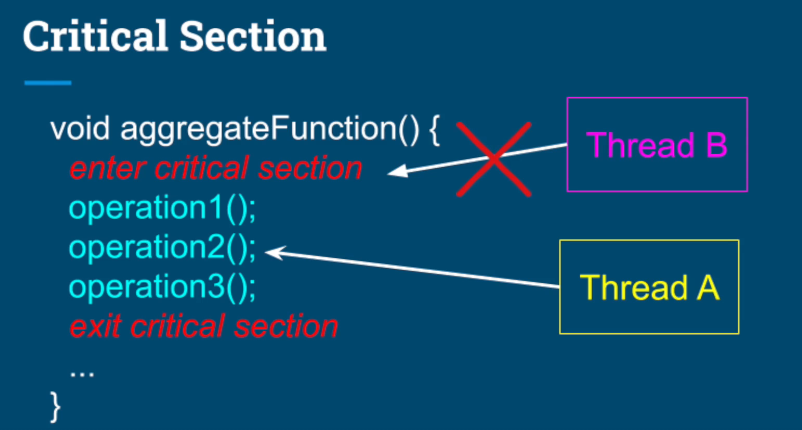 Critical Section
void aggregateFunction() {
enter critical section
operation1();
operation2();
operation3();
exit critical section
...
}
Thread B
Thread A